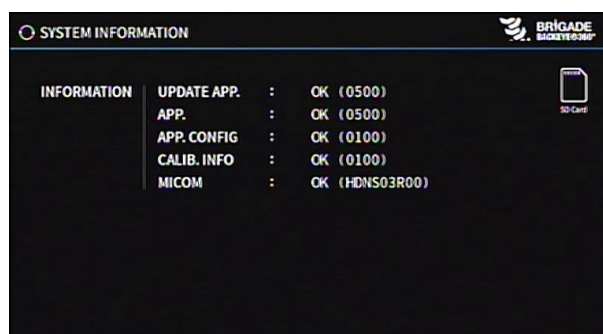 SYSTEM INFORMATION
BRIGADE
BACKEYE®360™
INFORMATION
UPDATE APP. : OK (0500)
APP. : OK (0500)
APP. CONFIG : OK (0100)
CALIB. INFO : OK (0100)
MICOM : OK (HDNS03R00)
SD Card